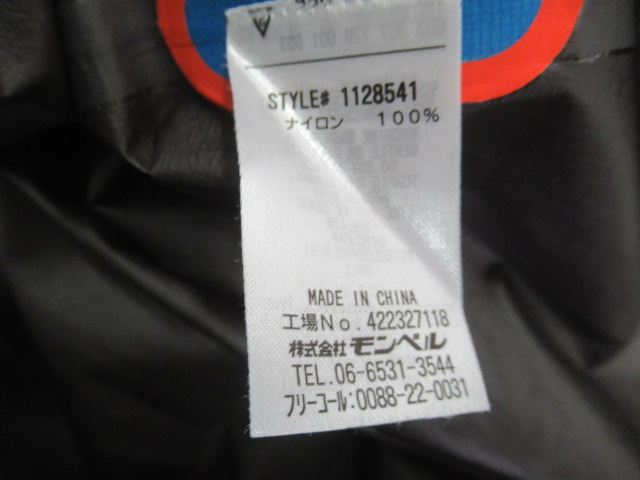 STYLE# 1128541
ナイロン 100%
MADE IN CHINA
工場No. 422327118
株式会社 モンベル
TEL. 06-6531-3544
フリーコール:0088-22-0031